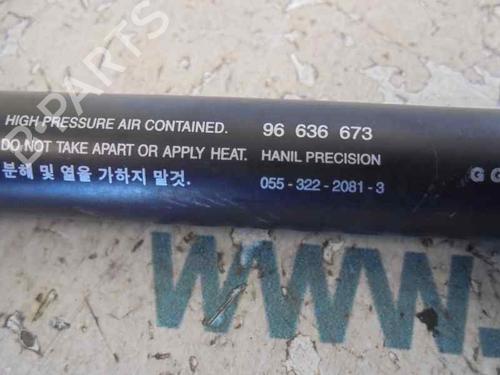 B-PARTS
HIGH PRESSURE AIR CONTAINED. 96 636 673
DO NOT TAKE APART OR APPLY HEAT. HANIL PRECISION
분해 및 열을 가하지 말것. 055-322-2081-3
G G
WWW.